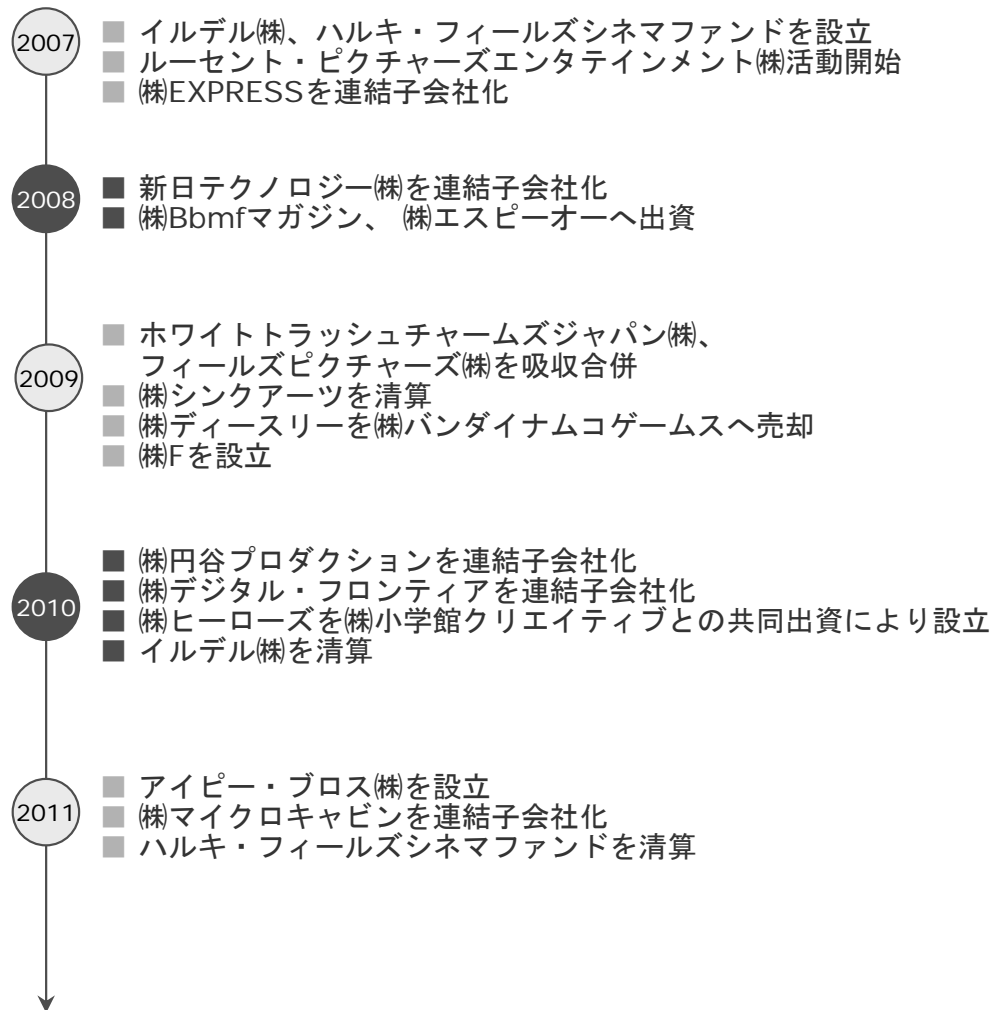 2007
■ イルデル㈱、ハルキ・フィールズシネマファンドを設立
■ ルーセント・ピクチャーズエンタテインメント㈱活動開始
■ ㈱EXPRESSを連結子会社化
2008
■ 新日テクノロジー㈱を連結子会社化
■ ㈱Bbmfマガジン、 ㈱エスピーオーへ出資
2009
■ ホワイトトラッシュチャームズジャパン㈱、
フィールズピクチャーズ㈱を吸収合併
■ ㈱シンクアーツを清算
■ ㈱ディースリーを㈱バンダイナムコゲームスへ売却
■ ㈱Fを設立
2010
■ ㈱円谷プロダクションを連結子会社化
■ ㈱デジタル・フロンティアを連結子会社化
■ ㈱ヒーローズを㈱小学館クリエイティブとの共同出資により設立
■ イルデル㈱を清算
2011
■ アイピー・ブロス㈱を設立
■ ㈱マイクロキャビンを連結子会社化
■ ハルキ・フィールズシネマファンドを清算